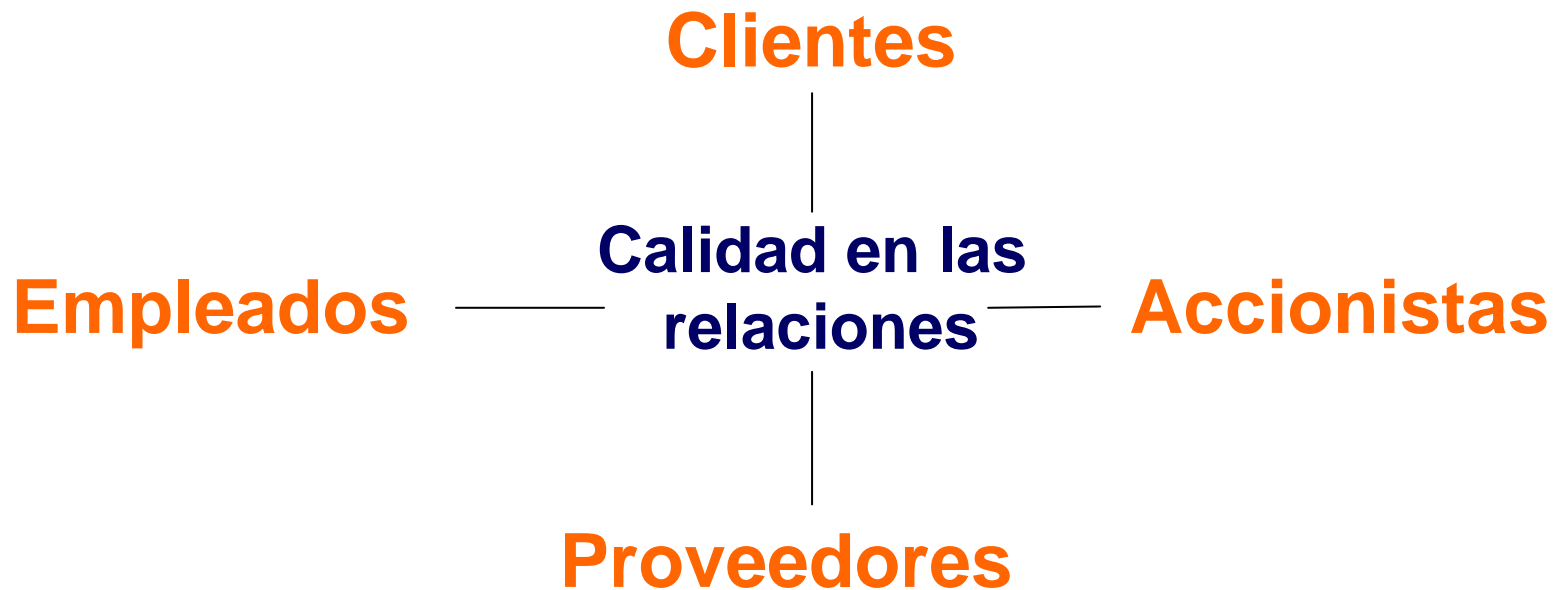 Clientes
Calidad en las
relaciones
Empleados
Accionistas
Proveedores